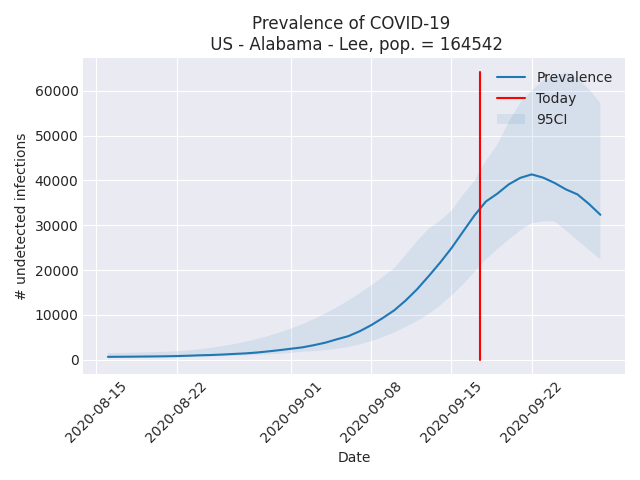 Prevalence of COVID-19
US - Alabama - Lee, pop. = 164542
Prevalence
Today
95CI
60000
50000
40000
30000
20000
10000
0
# undetected infections
2020-08-15
2020-08-22
2020-09-01
2020-09-08
2020-09-15
2020-09-22
Date